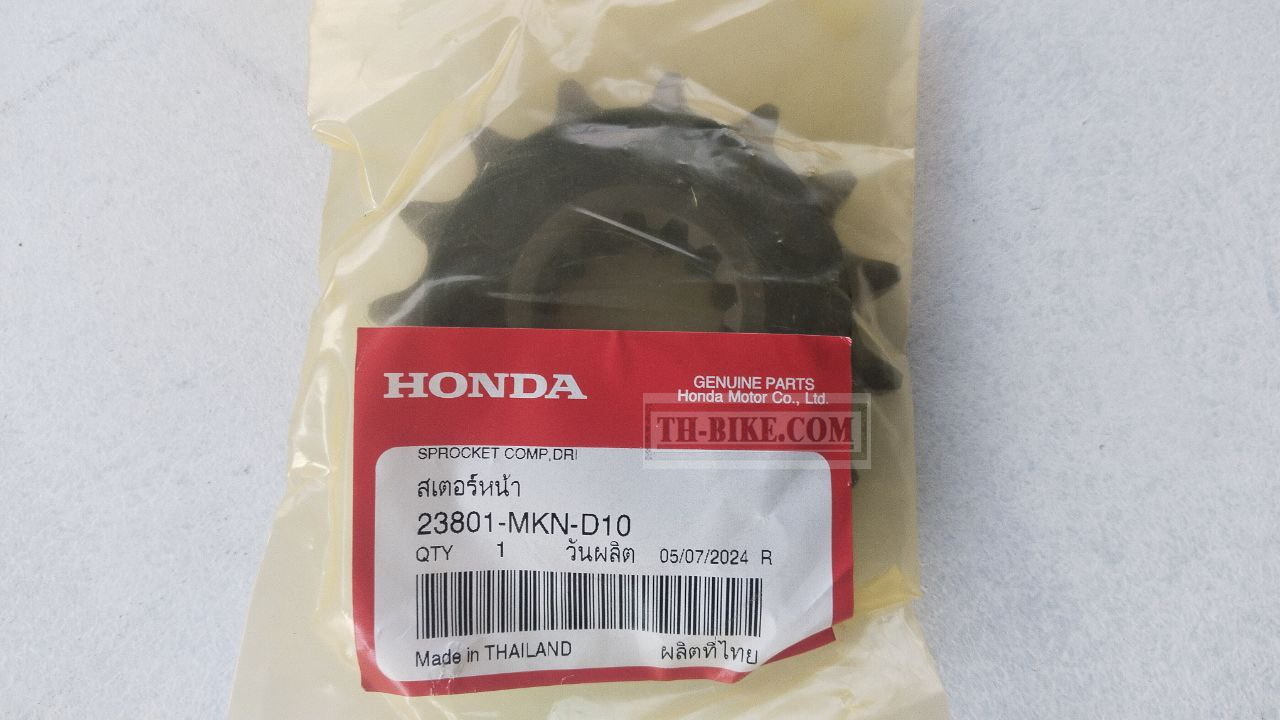 HONDA
GENUINE PARTS
Honda Motor Co., Ltd.
TH-BIKE.COM
SPROCKET COMP,DRI
สเตอร์หน้า
23801-MKN-D10
QTY 1 วันผลิต 05/07/2024 R
Made in THAILAND ผลิตที่ไทย